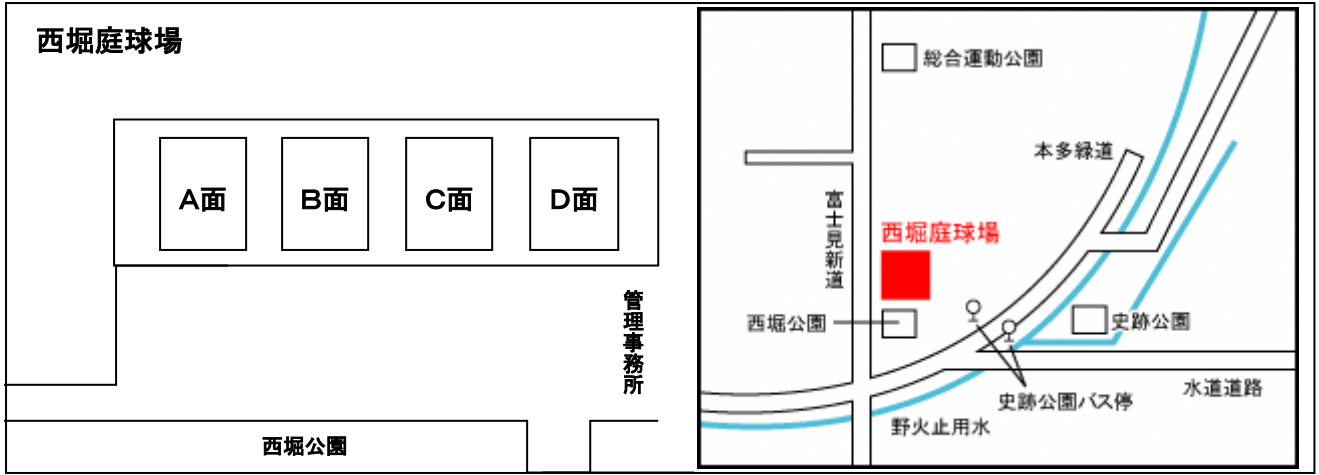 西堀庭球場
A面
B面
C面
D面
管理事務所
西堀公園
総合運動公園
本多緑道
富士見新道
西堀庭球場
西堀公園
史跡公園
水道道路
史跡公園バス停
野火止用水